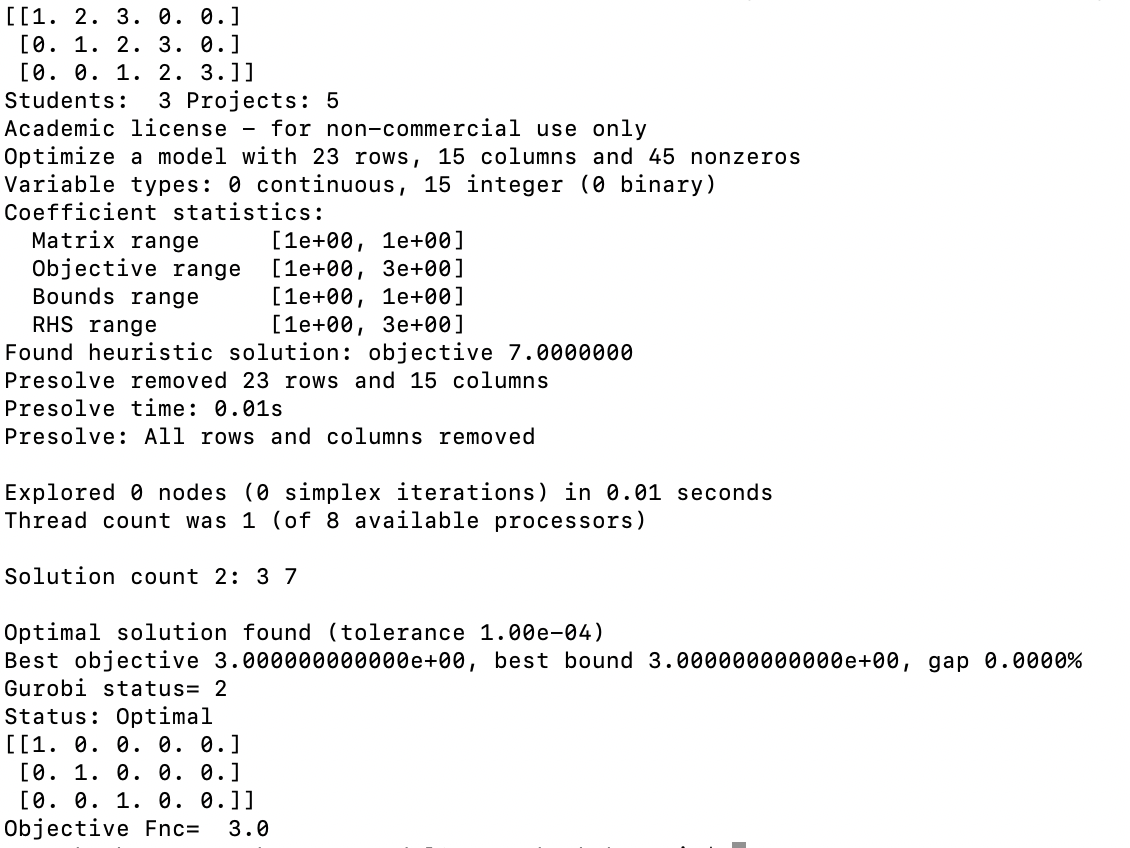 [[1. 2. 3. 0. 0.]
 [0. 1. 2. 3. 0.]
 [0. 0. 1. 2. 3.]]
Students:  3 Projects: 5
Academic license - for non-commercial use only
Optimize a model with 23 rows, 15 columns and 45 nonzeros
Variable types: 0 continuous, 15 integer (0 binary)
Coefficient statistics:
  Matrix range     [1e+00, 1e+00]
  Objective range  [1e+00, 3e+00]
  Bounds range     [1e+00, 1e+00]
  RHS range        [1e+00, 3e+00]
Found heuristic solution: objective 7.0000000
Presolve removed 23 rows and 15 columns
Presolve time: 0.01s
Presolve: All rows and columns removed

Explored 0 nodes (0 simplex iterations) in 0.01 seconds
Thread count was 1 (of 8 available processors)

Solution count 2: 3 7

Optimal solution found (tolerance 1.00e-04)
Best objective 3.000000000000e+00, best bound 3.000000000000e+00, gap 0.0000%
Gurobi status= 2
Status: Optimal
[[1. 0. 0. 0. 0.]
 [0. 1. 0. 0. 0.]
 [0. 0. 1. 0. 0.]]
Objective Fnc=  3.0